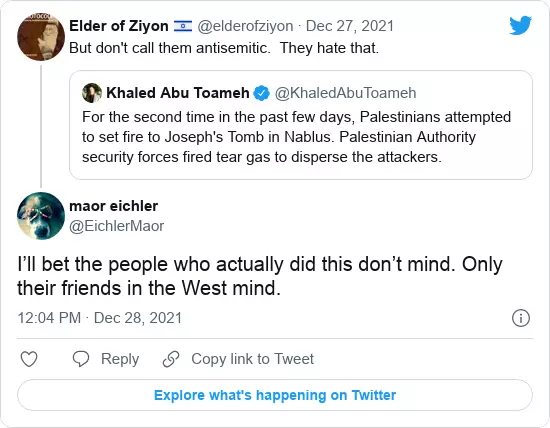 Elder of Ziyon 🇮🇱 @elderofziyon · Dec 27, 2021
But don't call them antisemitic.  They hate that.
Khaled Abu Toameh @KhaledAbuToameh
For the second time in the past few days, Palestinians attempted
to set fire to Joseph's Tomb in Nablus. Palestinian Authority
security forces fired tear gas to disperse the attackers.
maor eichler
@EichlerMaor
I’ll bet the people who actually did this don’t mind. Only
their friends in the West mind.
12:04 PM · Dec 28, 2021
Reply Copy link to Tweet
Explore what's happening on Twitter